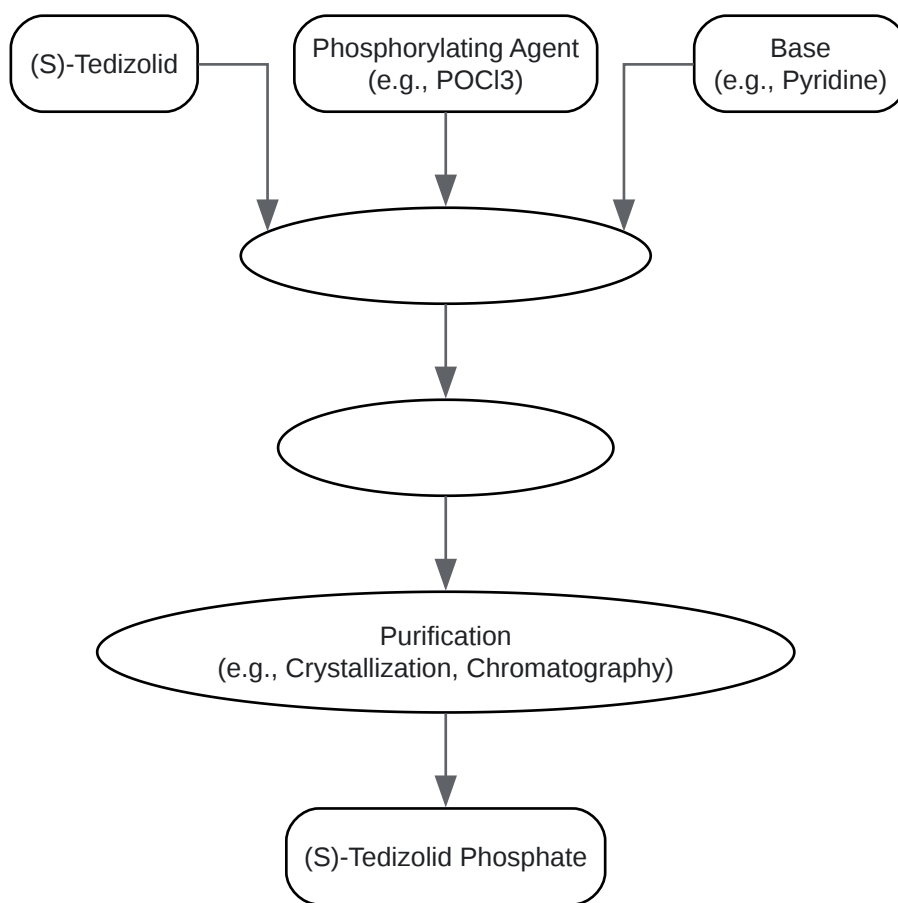 (S)-Tedizolid
Phosphorylating Agent
(e.g., POCl3)
Base
(e.g., Pyridine)
Purification
(e.g., Crystallization, Chromatography)
(S)-Tedizolid Phosphate